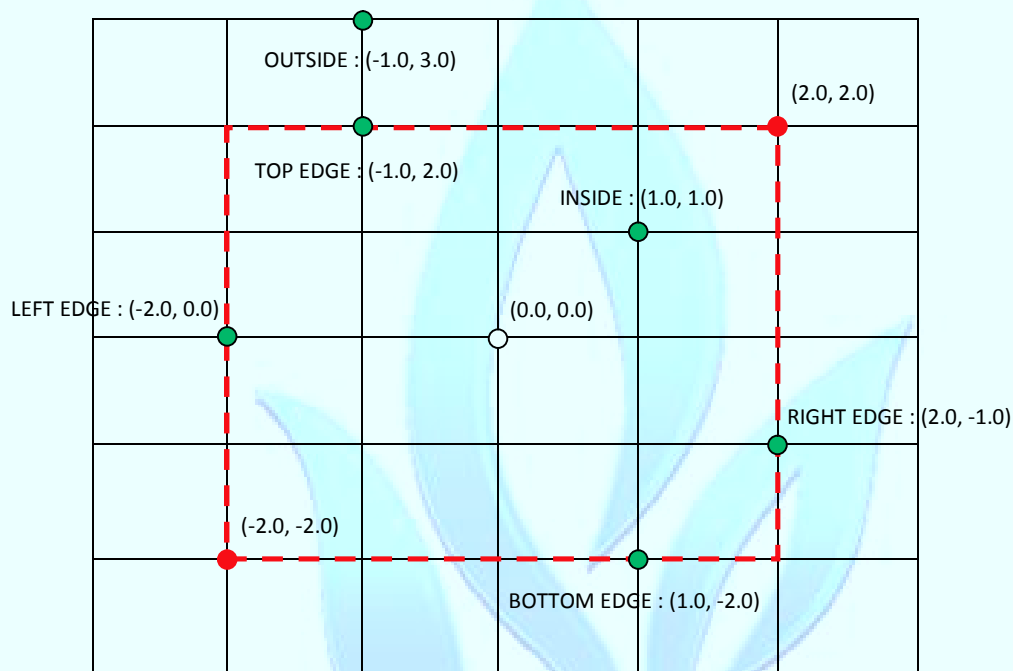 OUTSIDE : (-1.0, 3.0)
(2.0, 2.0)
TOP EDGE : (-1.0, 2.0)
INSIDE : (1.0, 1.0)
LEFT EDGE : (-2.0, 0.0)
(0.0, 0.0)
RIGHT EDGE : (2.0, -1.0)
(-2.0, -2.0)
BOTTOM EDGE : (1.0, -2.0)